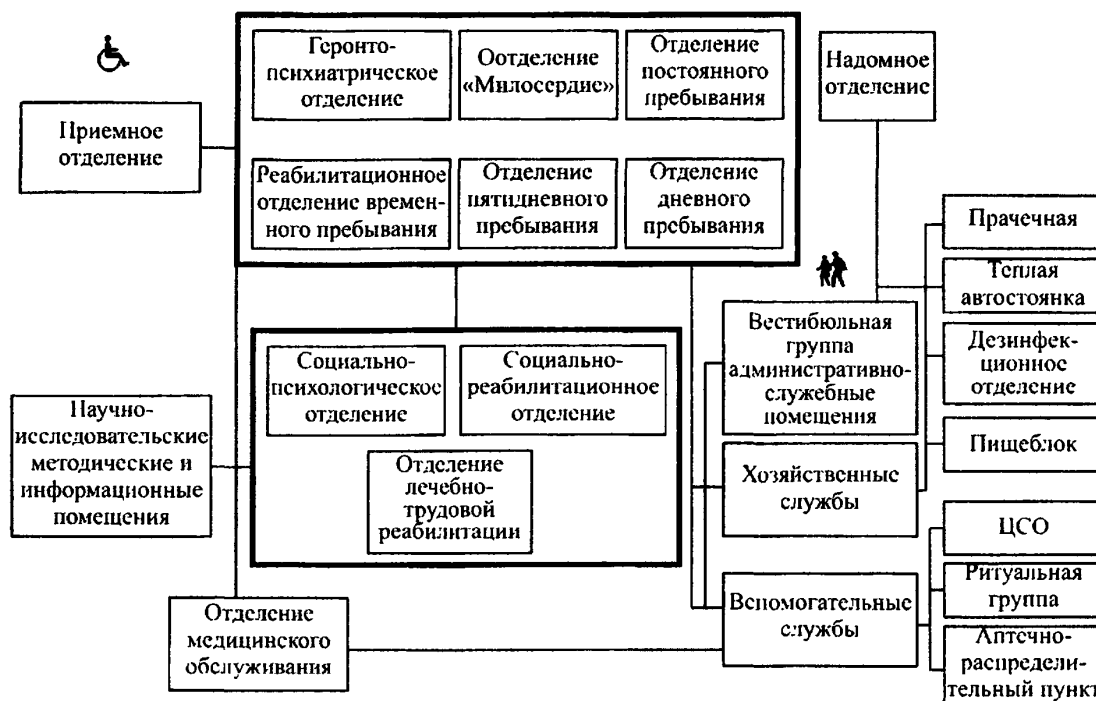 Геронто-
психиатрическое
отделение
Оотделение
«Милосердие»
Отделение
постоянного
пребывания
Надомное
отделение
Приемное
отделение
Реабилитационное
отделение времен-
ного пребывания
Отделение
пятидневного
пребывания
Отделение
дневного
пребывания
Прачечная
Теплая
автостоянка
Вестибюльная
группа
административно-
служебные
помещения
Дезинфек-
ционное
отделение
Социально-
психологическое
отделение
Социально-
реабилитационное
отделение
Научно-
исследовательские
методические и
информационные
помещения
Отделение
лечебно-
трудовой
реабилитации
Хозяйственные
службы
Пищеблок
ЦСО
Ритуальная
группа
Отделение
медицинского
обслуживания
Вспомогательные
службы
Аптечно-
распредели-
тельный пункт